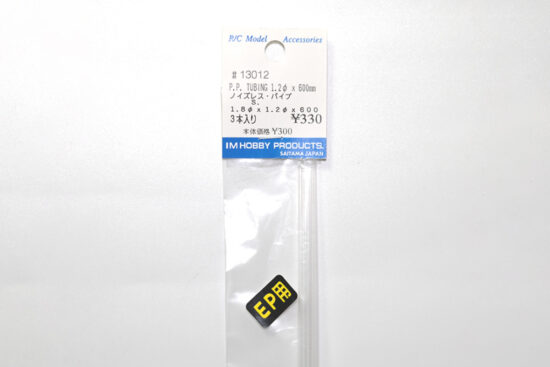 R/C Model Accessories
#13012
P.P. TUBING 1.2φ x 600mm
ノイズレス・パイプ
S.
1.8φ x 1.2φ x 600
3本入り ¥330
本体価格 ¥300
IM HOBBY PRODUCTS.
SAITAMA JAPAN
EP用